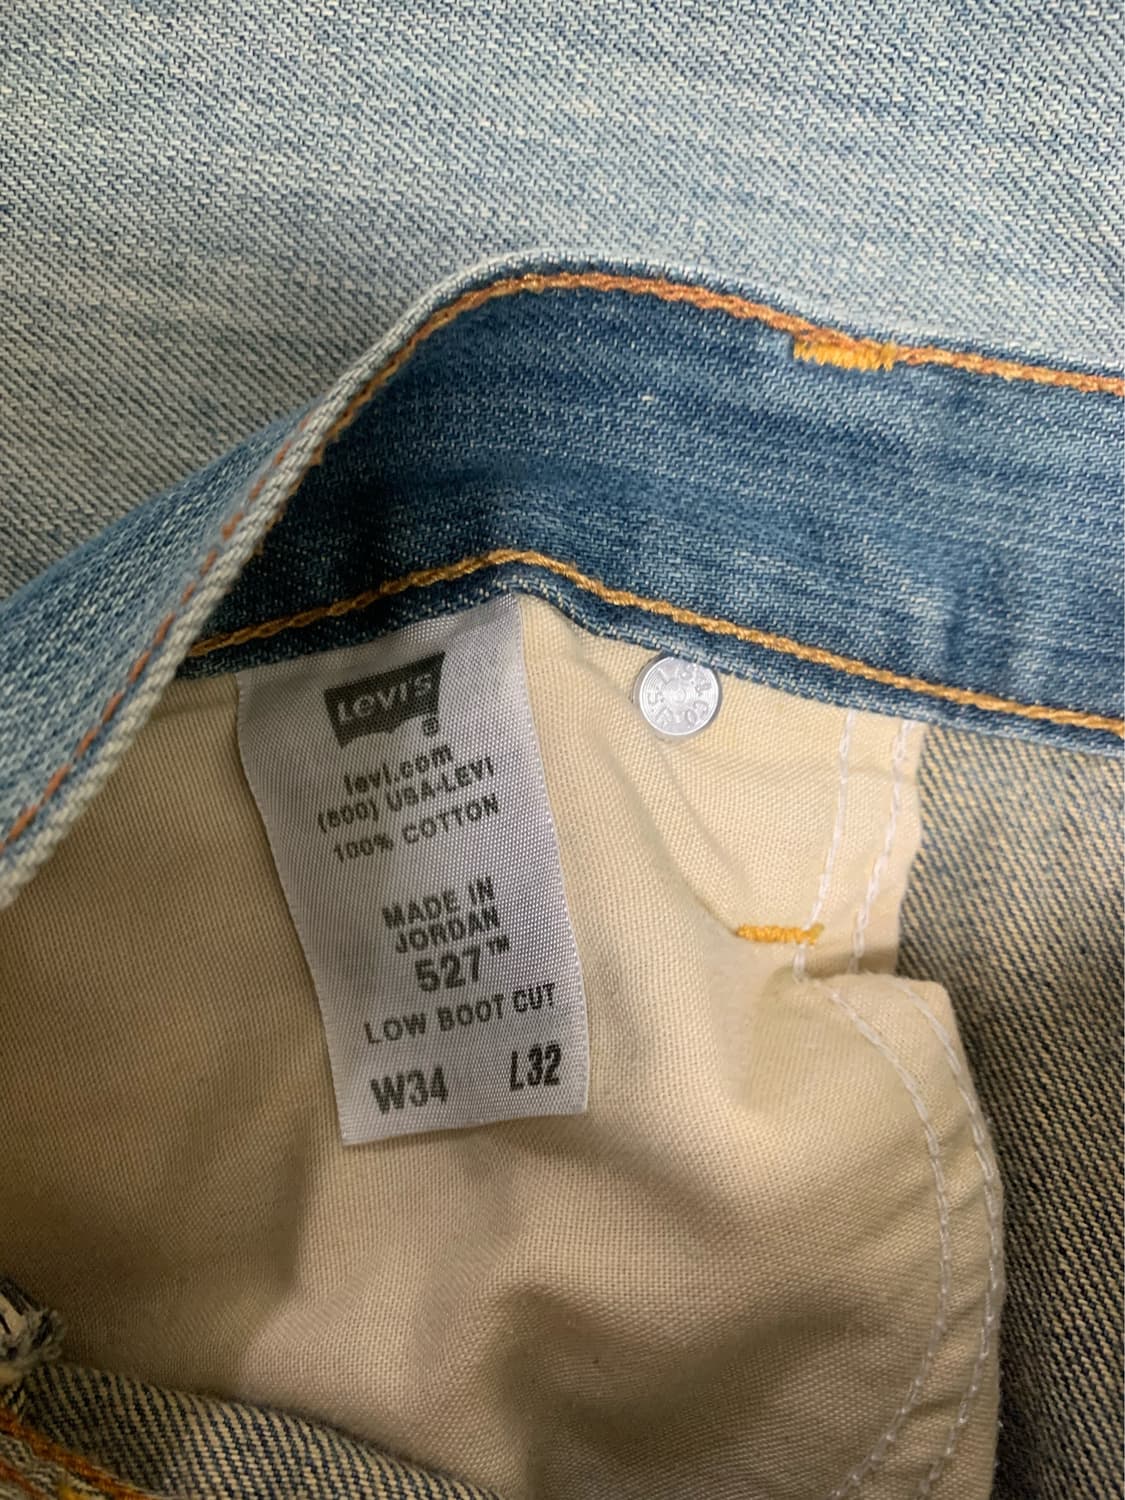 Levi's
®
levi.com
(800) USA-LEVI
100% COTTON
MADE IN
JORDAN
527™
LOW BOOT CUT
W34 L32